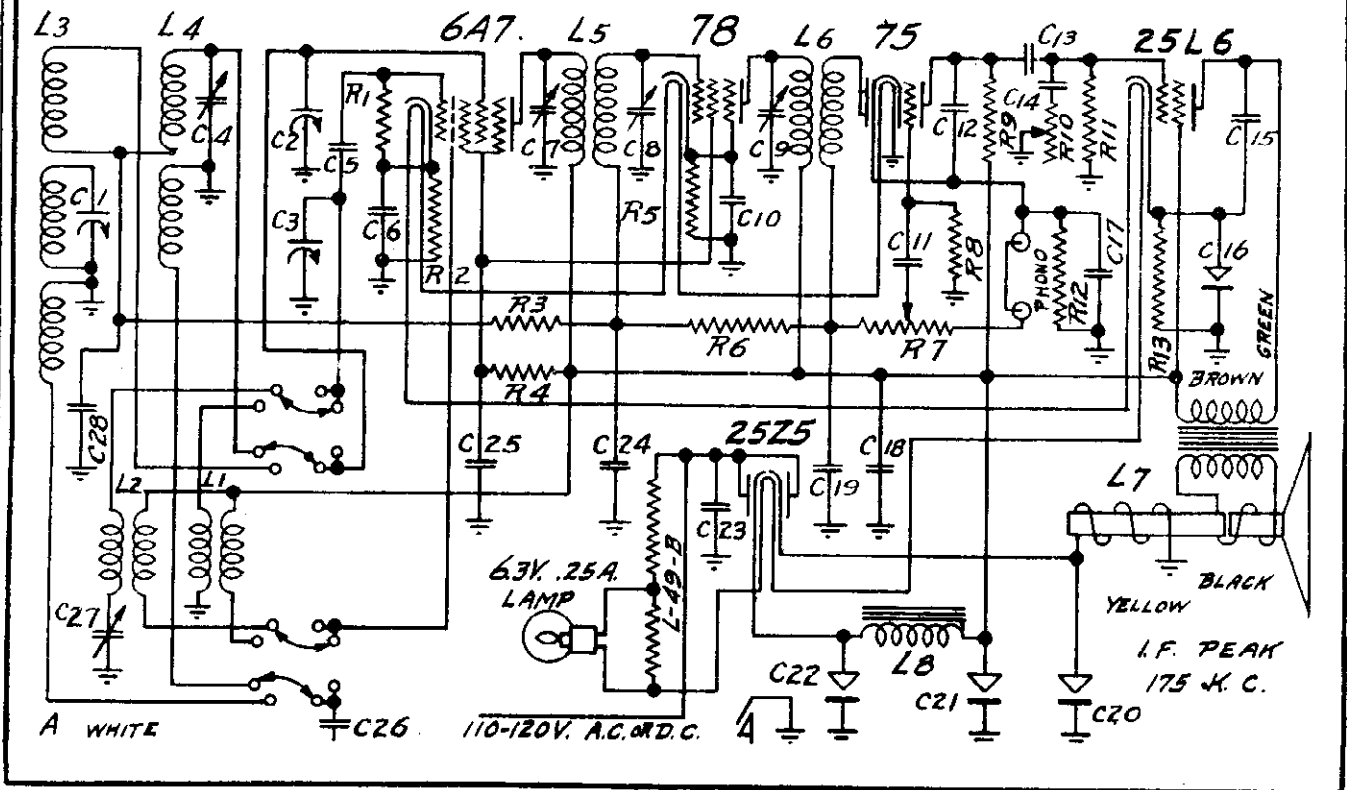 L3 L4 6A7. L5 78 L6 75 25L6
C13
R1 C14
C4 C2 C5 C7 C8 C9 C12 R9 R10 R11 C15
C1
C3 C6 R5 C10 C11 R8 C17 C16
R2 PHONO R12
R3 R6 R7 R13 GREEN
R4 BROWN
C28 C25 C24 25Z5 C19 C18
L2 L1 C23 L7
6.3V. .25A.
LAMP
L-49-B
BLACK
YELLOW
C27 L8 I.F. PEAK
C22 C21 175 K.C.
C20
A WHITE C26 110-120V. A.C. OR D.C.